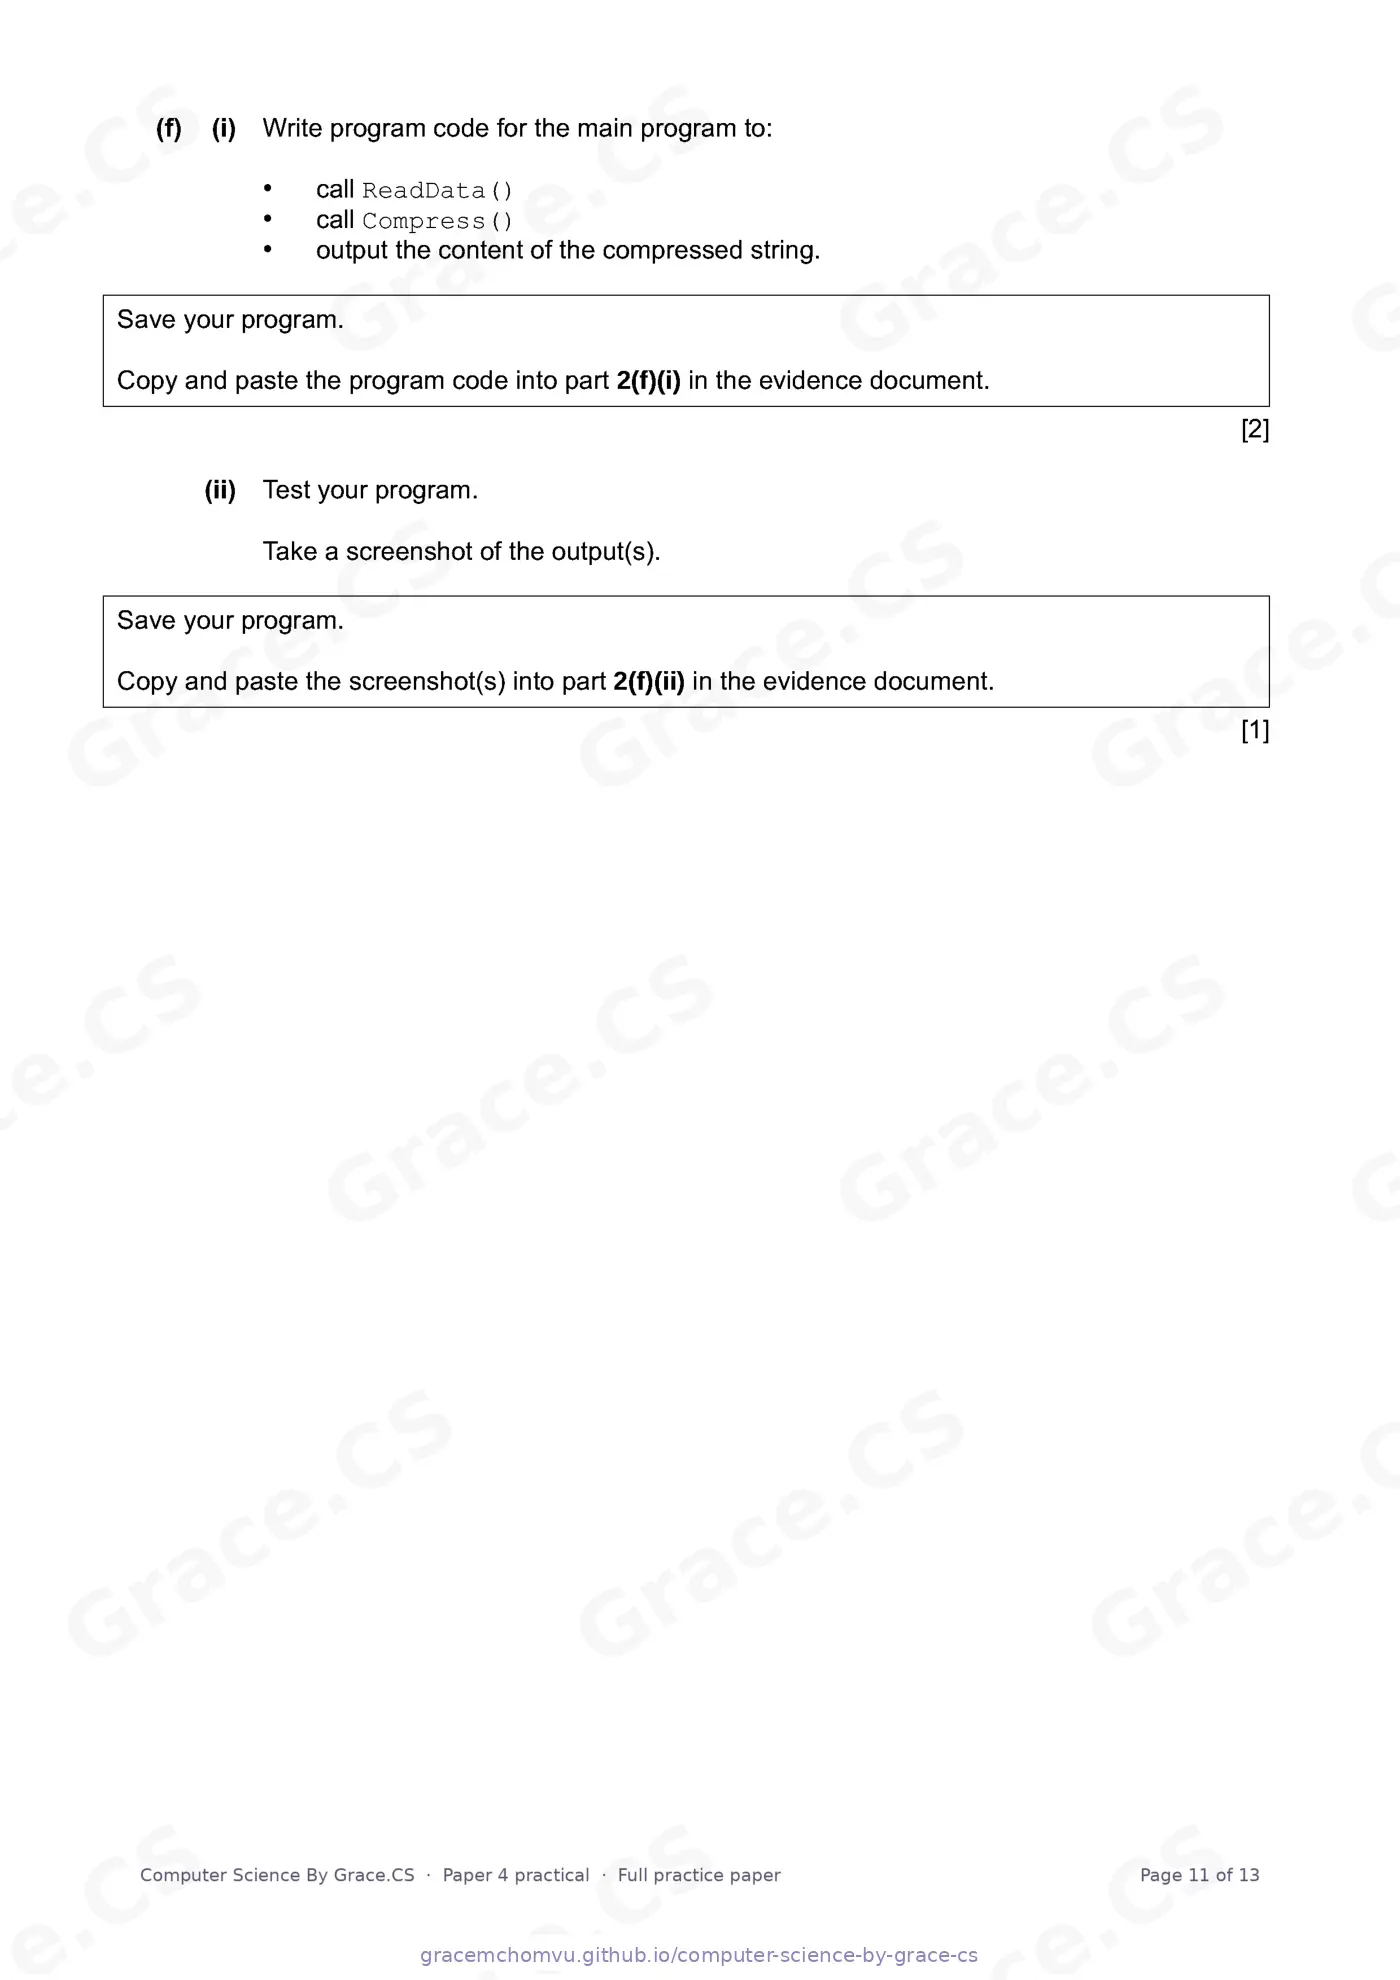 (f) (i) Write program code for the main program to:
• call ReadData()
• call Compress()
• output the content of the compressed string.
Save your program.
Copy and paste the program code into part 2(f)(i) in the evidence document.
[2]
(ii) Test your program.
Take a screenshot of the output(s).
Save your program.
Copy and paste the screenshot(s) into part 2(f)(ii) in the evidence document.
[1]
Computer Science By Grace.CS · Paper 4 practical · Full practice paper Page 11 of 13
gracemchomvu.github.io/computer-science-by-grace-cs